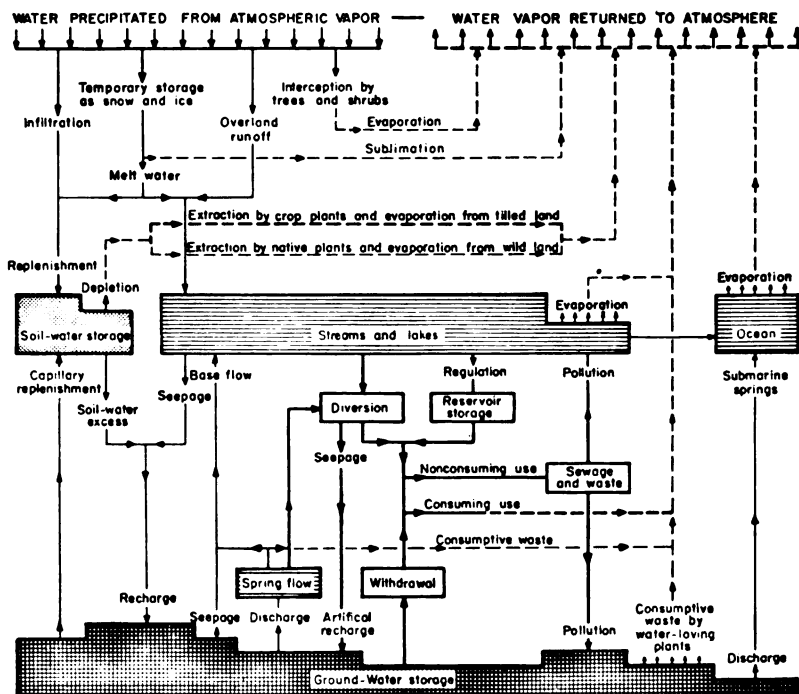 WATER PRECIPITATED FROM ATMOSPHERIC VAPOR — WATER VAPOR RETURNED TO ATMOSPHERE
Temporary storage
as snow and ice
Interception by
trees and shrubs
Infiltration
Overland
runoff
Evaporation
Sublimation
Melt water
Extraction by crop plants and evaporation from tilled land
Extraction by native plants and evaporation from wild land
Replenishment
Depletion
Evaporation
Evaporation
Soil-water storage
Streams and lakes
Ocean
Capillary
replenishment
Base flow
Seepage
Regulation
Pollution
Submarine
springs
Soil-water
excess
Diversion
Reservoir
storage
Seepage
Nonconsuming use
Sewage
and waste
Consuming use
Consumptive waste
Spring flow
Withdrawal
Recharge
Seepage
Discharge
Artifical
recharge
Pollution
Consumptive
waste by
water-loving
plants
Discharge
Ground-Water storage